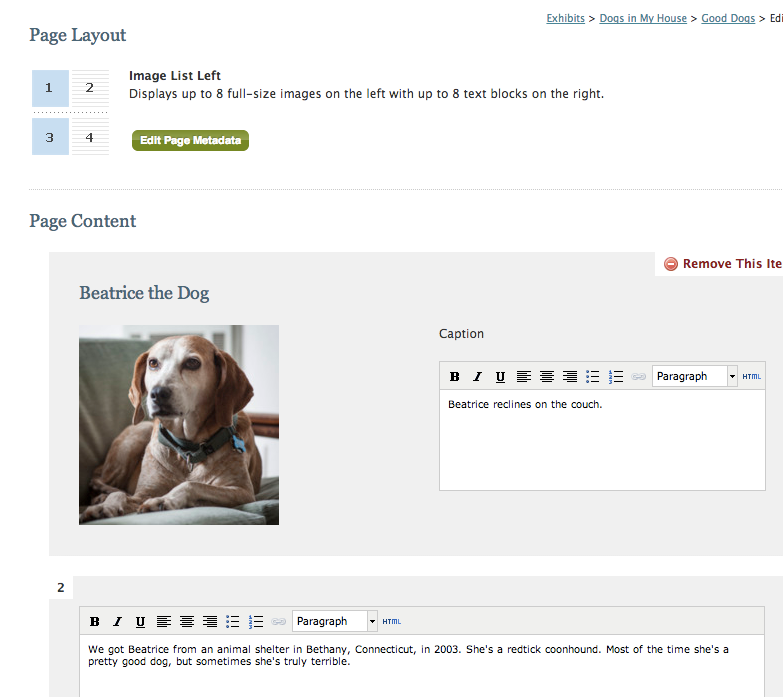 Exhibits > Dogs in My House > Good Dogs > Edi
Page Layout
1 2
3 4
Image List Left
Displays up to 8 full-size images on the left with up to 8 text blocks on the right.
Edit Page Metadata
Page Content
Remove This Ite
Beatrice the Dog
Caption
B I U Paragraph HTML
Beatrice reclines on the couch.
2
B I U Paragraph HTML
We got Beatrice from an animal shelter in Bethany, Connecticut, in 2003. She's a redtick coonhound. Most of the time she's a
pretty good dog, but sometimes she's truly terrible.